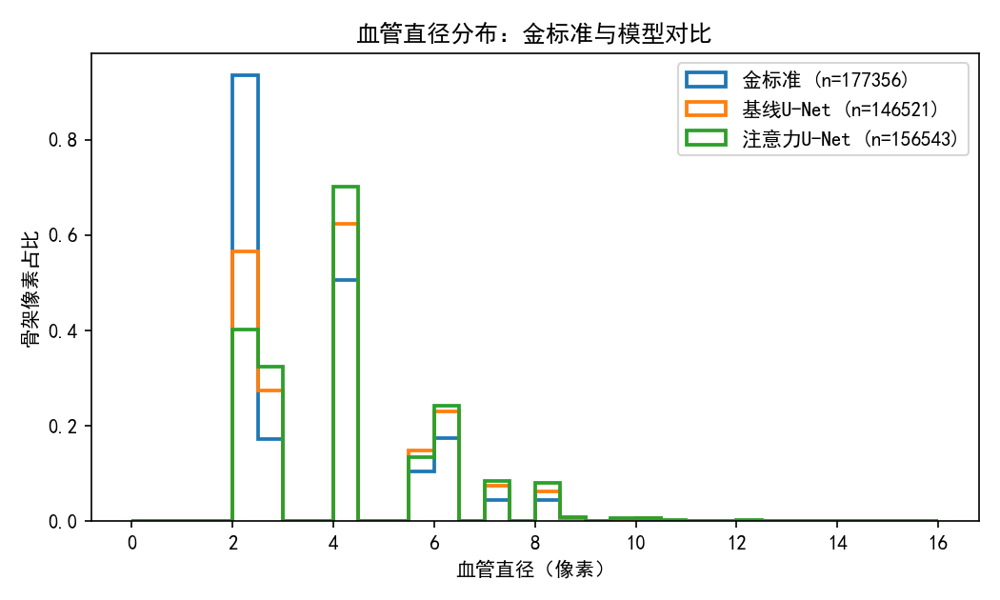 血管直径分布：金标准与模型对比
金标准 (n=177356)
基线U-Net (n=146521)
注意力U-Net (n=156543)
骨架像素占比
0.8
0.6
0.4
0.2
0.0
0 2 4 6 8 10 12 14 16
血管直径（像素）